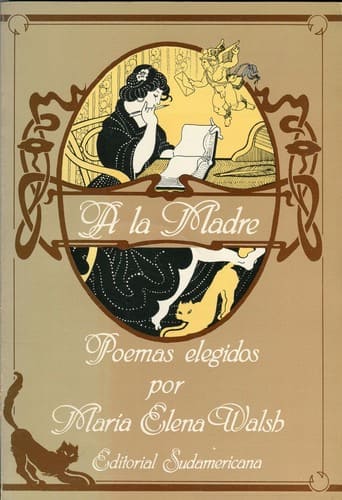 A la Madre
Poemas elegidos
por
María Elena Walsh
Editorial Sudamericana